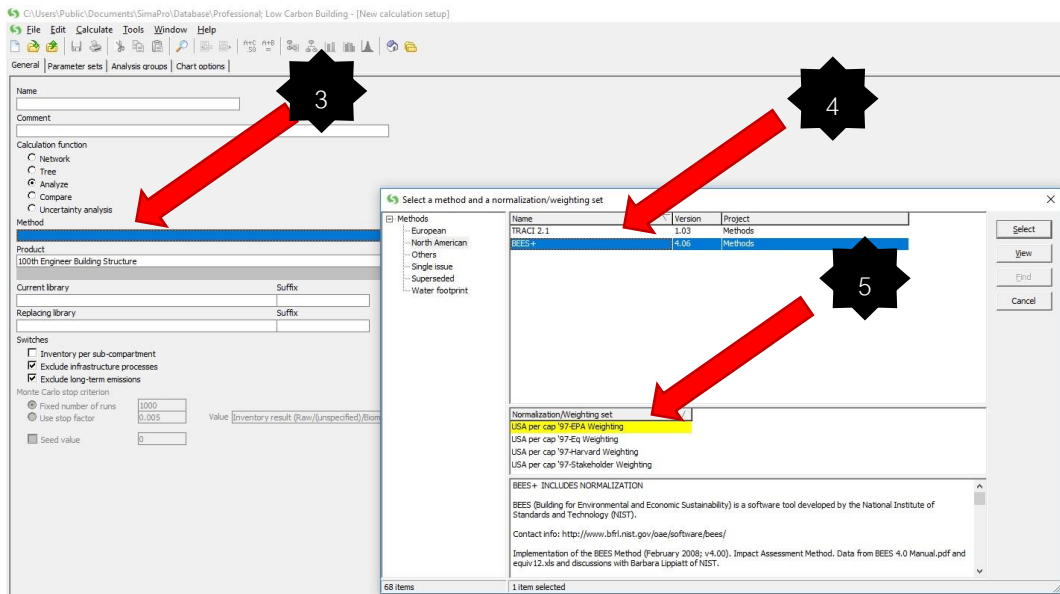 C:\Users\Public\Documents\SimaPro\Database\Professional; Low Carbon Building - [New calculation setup]
File Edit Calculate Tools Window Help
A+C .50 A+B =
General Parameter sets Analysis groups Chart options
Name
3
Comment
4
Calculation function
Network
Tree
Analyze
Compare
Uncertainty analysis
Method
Product
100th Engineer Building Structure
Current library Suffix
Replacing library Suffix
Switches
Inventory per sub-compartment
Exclude infrastructure processes
Exclude long-term emissions
Monte Carlo stop criterion
Fixed number of runs 1000
Use stop factor 0.005 Value Inventory result (Raw/(unspecified)/Biom
Seed value 0
Select a method and a normalization/weighting set
Methods
European
North American
Others
Single issue
Superseded
Water footprint
Name Version Project
TRACI 2.1 1.03 Methods
BEES+ 4.06 Methods
Select
View
Find
Cancel
5
Normalization/Weighting set
USA per cap '97-EPA Weighting
USA per cap '97-Eq Weighting
USA per cap '97-Harvard Weighting
USA per cap '97-Stakeholder Weighting
BEES+ INCLUDES NORMALIZATION
BEES (Building for Environmental and Economic Sustainability) is a software tool developed by the National Institute of
Standards and Technology (NIST).
Contact info: http://www.bfrl.nist.gov/oae/software/bees/
Implementation of the BEES Method (February 2008; v4.00). Impact Assessment Method. Data from BEES 4.0 Manual.pdf and
equiv12.xls and discussions with Barbara Lippiatt of NIST.
68 items 1 item selected